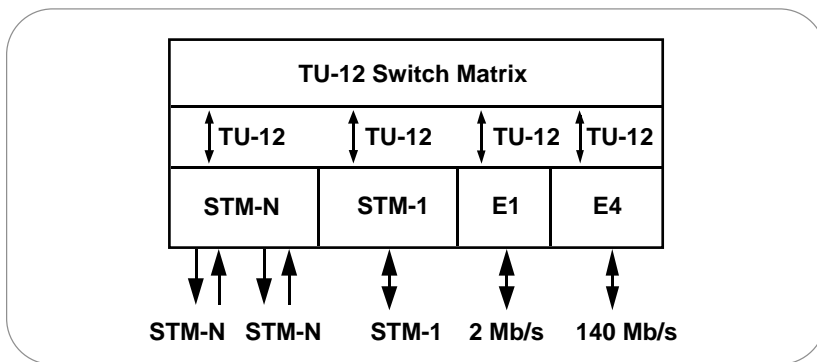 TU-12 Switch Matrix
TU-12 TU-12 TU-12 TU-12
STM-N STM-1 E1 E4
STM-N STM-N STM-1 2 Mb/s 140 Mb/s